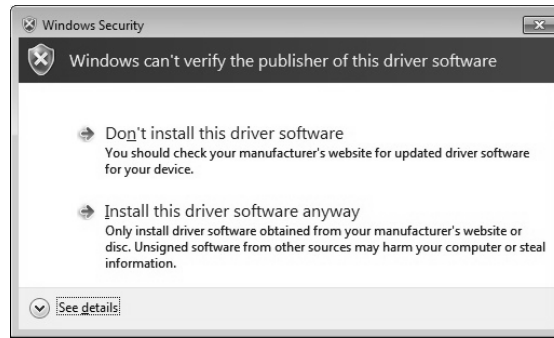 Windows Security
Windows can't verify the publisher of this driver software
Don't install this driver software
You should check your manufacturer's website for updated driver software
for your device.
Install this driver software anyway
Only install driver software obtained from your manufacturer's website or
disc. Unsigned software from other sources may harm your computer or steal
information.
See details